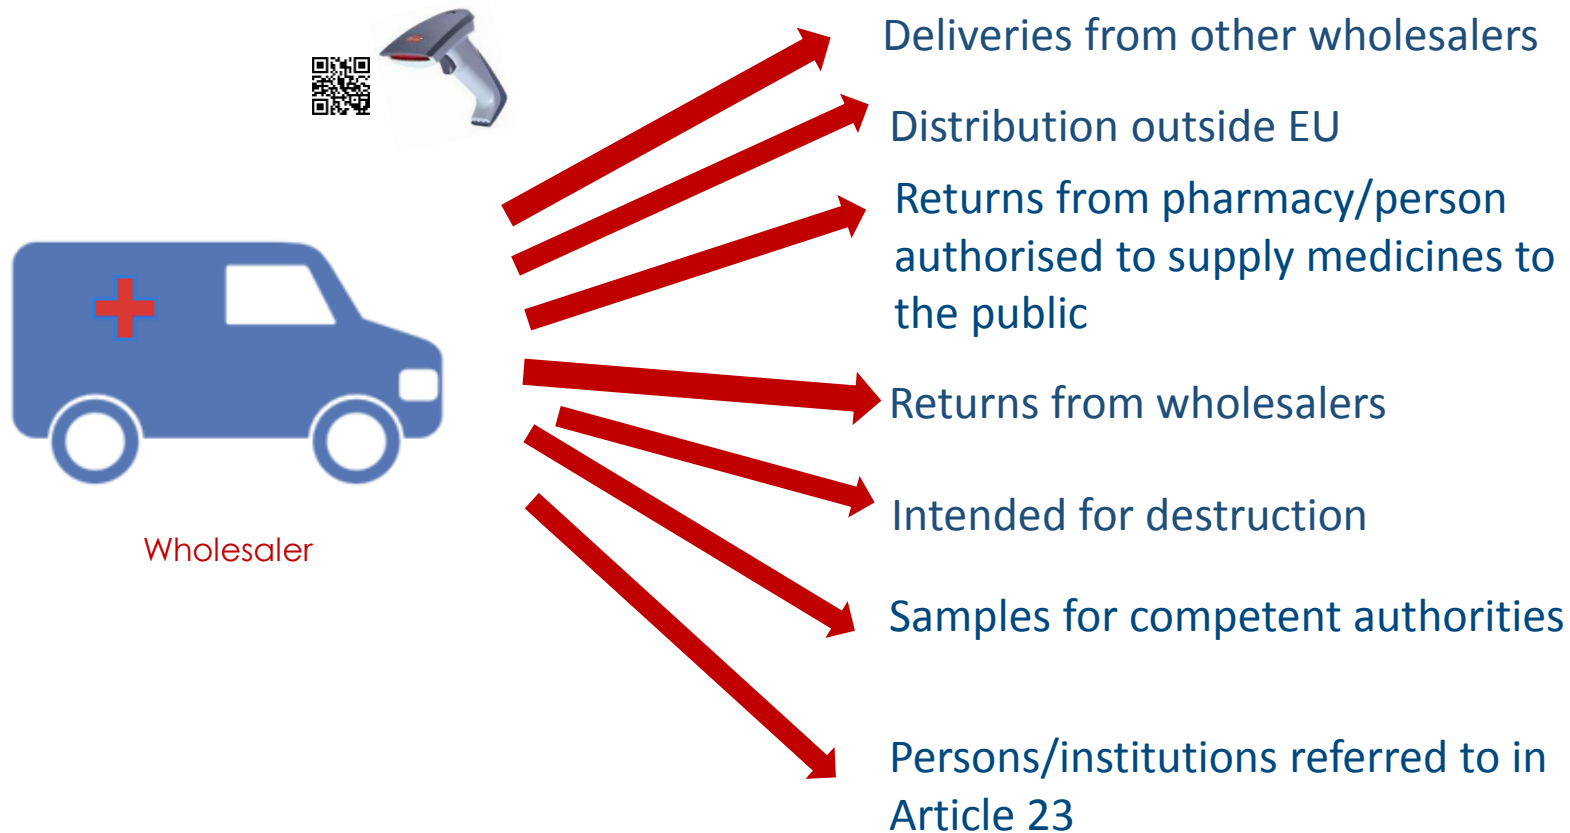 Deliveries from other wholesalers
Distribution outside EU
Returns from pharmacy/person
authorised to supply medicines to
the public
Returns from wholesalers
Intended for destruction
Wholesaler
Samples for competent authorities
Persons/institutions referred to in
Article 23